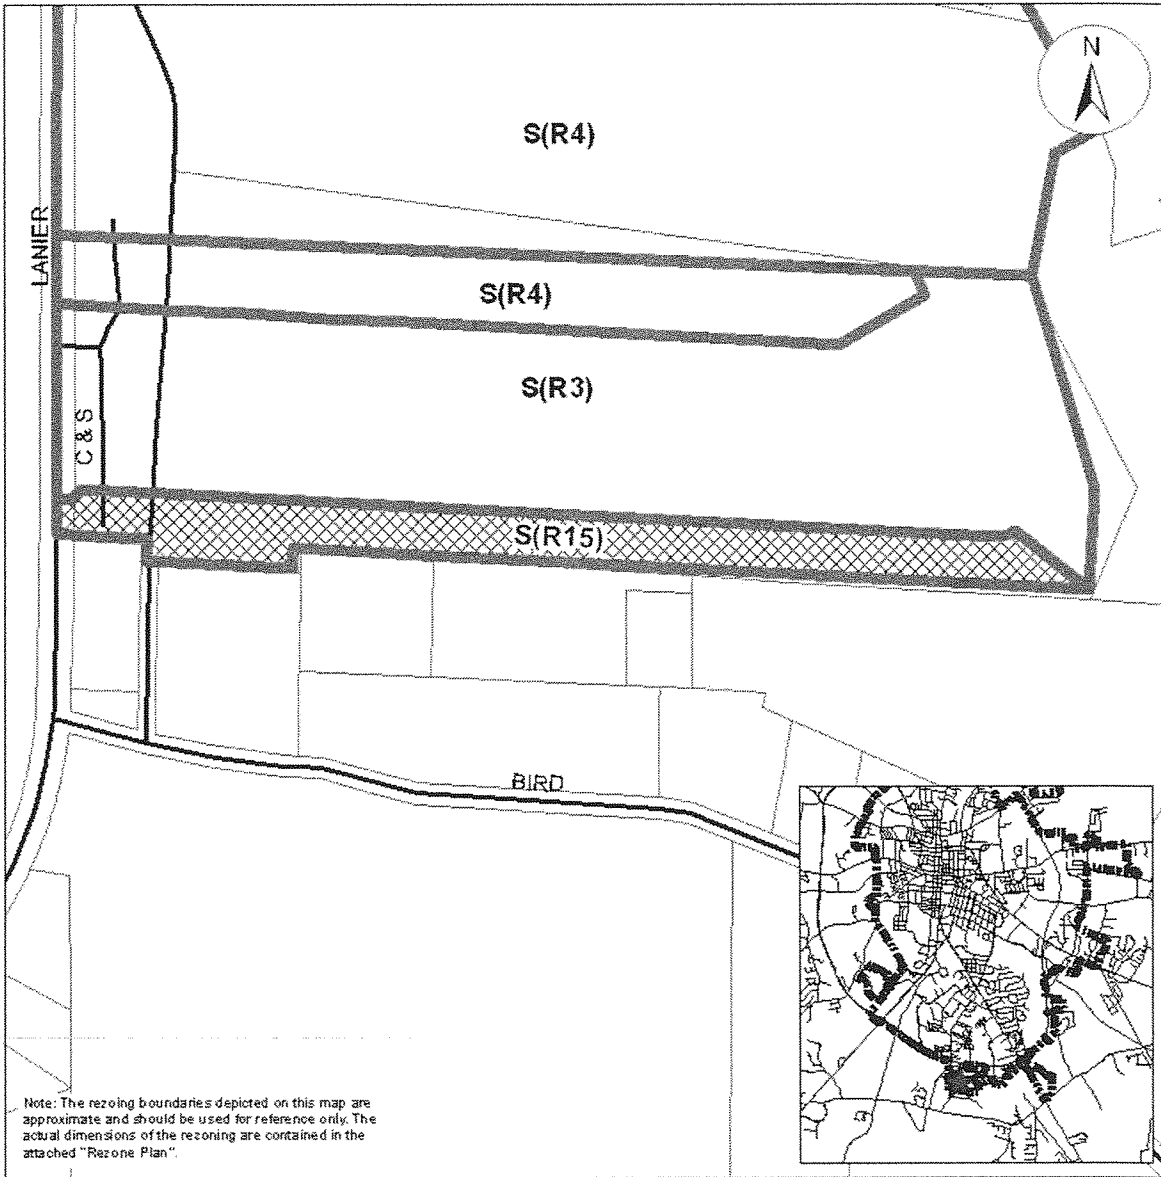 N
S(R4)
LANIER
S(R4)
S(R3)
C & S
S(R15)
BIRD
Note: The rezoing boundaries depicted on this map are
approximate and should be used for reference only. The
actual dimensions of the rezoning are contained in the
attached "Rezone Plan".